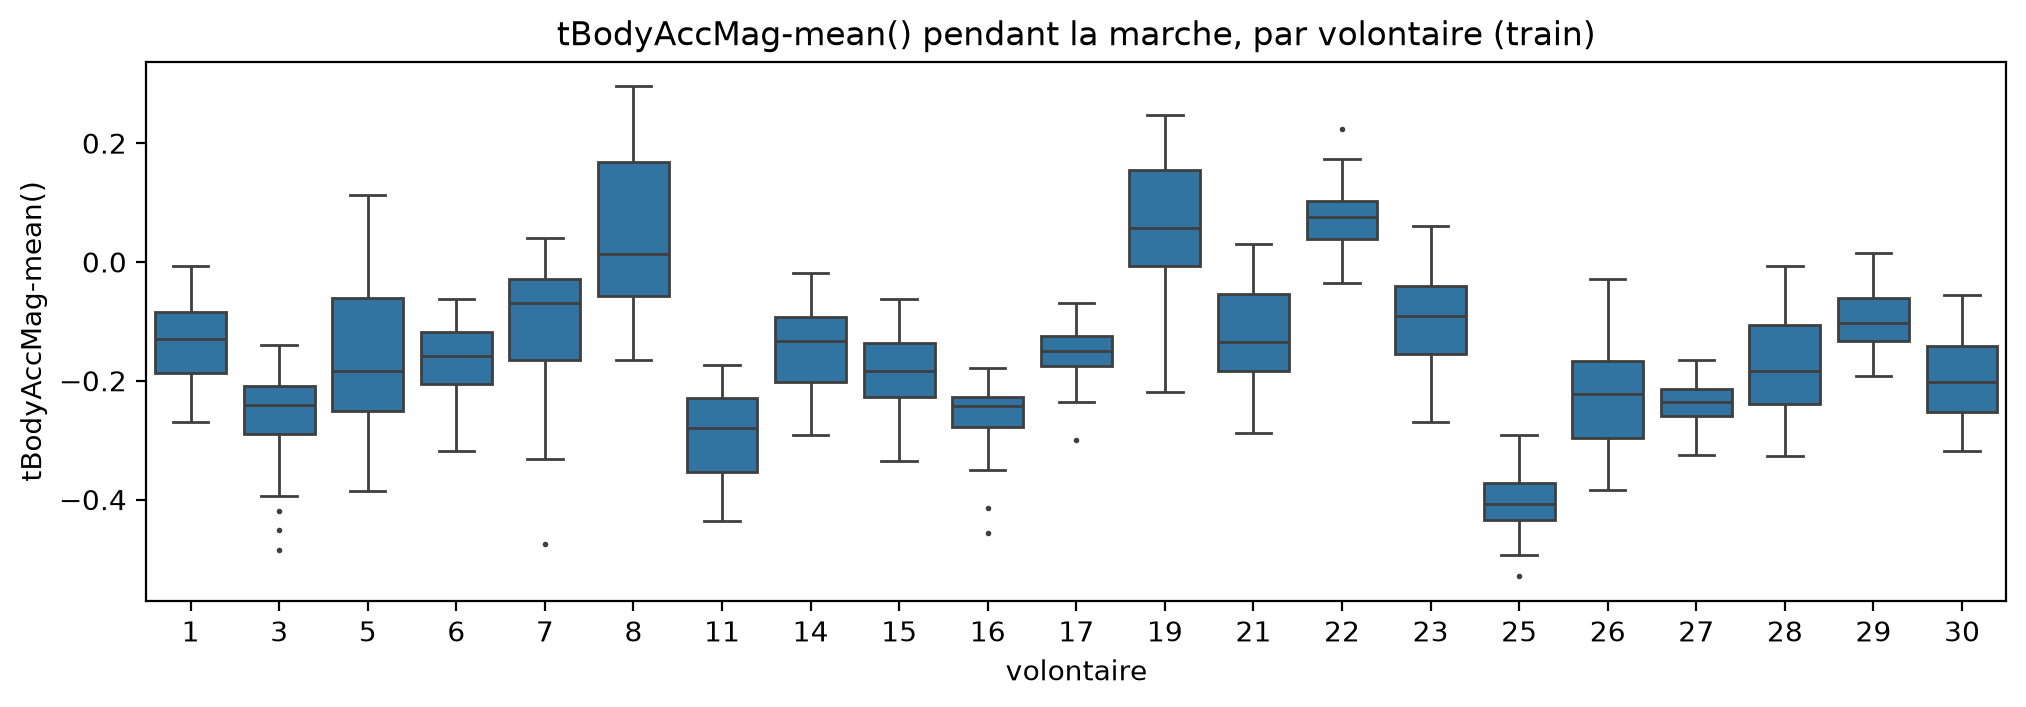 tBodyAccMag-mean() pendant la marche, par volontaire (train)
tBodyAccMag-mean()
0.2
0.0
−0.2
−0.4
1 3 5 6 7 8 11 14 15 16 17 19 21 22 23 25 26 27 28 29 30
volontaire